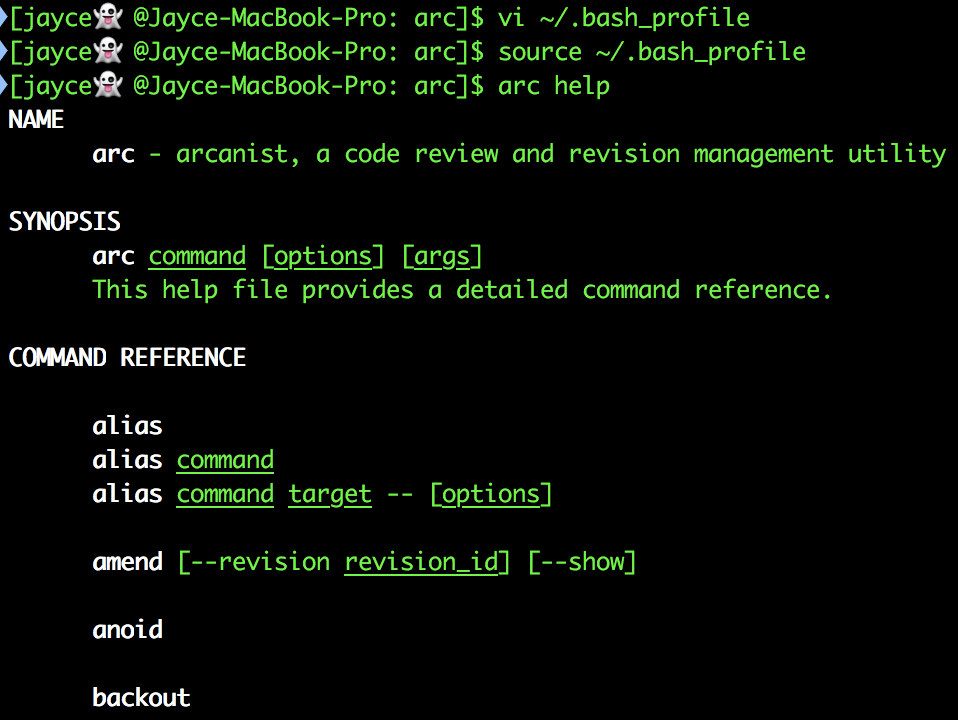 [jayce👻 @Jayce-MacBook-Pro: arc]$ vi ~/.bash_profile
[jayce👻 @Jayce-MacBook-Pro: arc]$ source ~/.bash_profile
[jayce👻 @Jayce-MacBook-Pro: arc]$ arc help
NAME
arc - arcanist, a code review and revision management utility
SYNOPSIS
arc command [options] [args]
This help file provides a detailed command reference.
COMMAND REFERENCE
alias
alias command
alias command target -- [options]
amend [--revision revision_id] [--show]
anoid
backout